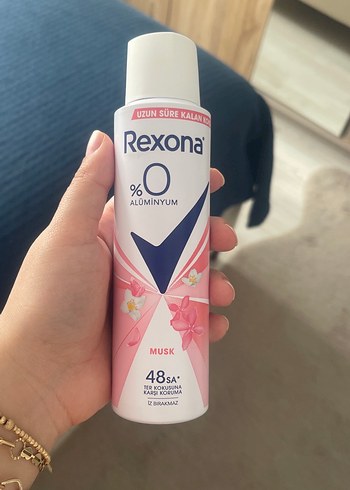 UZUN SÜRE KALAN
Rexona
%0
ALÜMİNYUM
MUSK
48SA*
TER KOKUSUNA
KARŞI KORUMA
İZ BIRAKMAZ